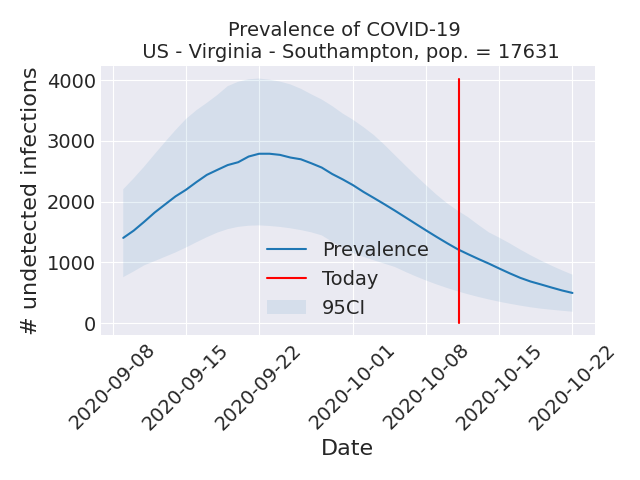 Prevalence of COVID-19
US - Virginia - Southampton, pop. = 17631
# undetected infections
4000
3000
2000
1000
0
Prevalence
Today
95CI
2020-09-08
2020-09-15
2020-09-22
2020-10-01
2020-10-08
2020-10-15
2020-10-22
Date